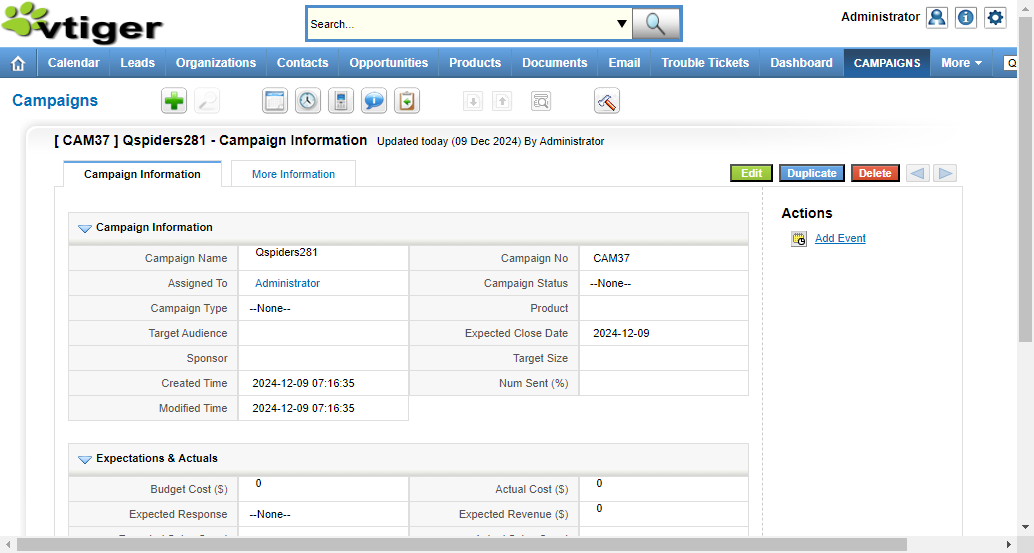 vtiger
Search...
Administrator
Calendar Leads Organizations Contacts Opportunities Products Documents Email Trouble Tickets Dashboard CAMPAIGNS More Q
Campaigns
[ CAM37 ] Qspiders281 - Campaign Information Updated today (09 Dec 2024) By Administrator
Campaign Information More Information Edit Duplicate Delete
Actions
Add Event
Campaign Information
Campaign Name Qspiders281 Campaign No CAM37
Assigned To Administrator Campaign Status --None--
Campaign Type --None-- Product
Target Audience Expected Close Date 2024-12-09
Sponsor Target Size
Created Time 2024-12-09 07:16:35 Num Sent (%)
Modified Time 2024-12-09 07:16:35
Expectations & Actuals
Budget Cost ($) 0 Actual Cost ($) 0
Expected Response --None-- Expected Revenue ($) 0